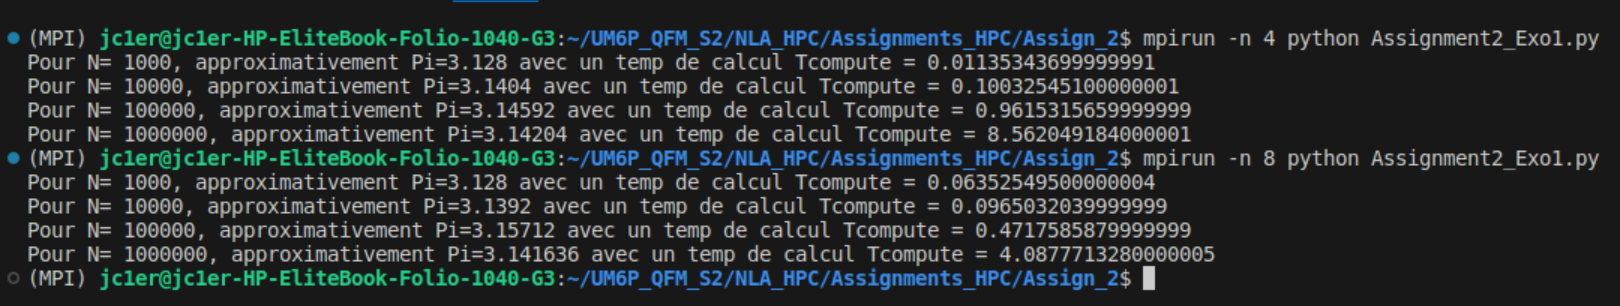 (MPI) jc1er@jc1er-HP-EliteBook-Folio-1040-G3:~/UM6P_QFM_S2/NLA_HPC/Assignments_HPC/Assign_2$ mpirun -n 4 python Assignment2_Exo1.py
Pour N= 1000, approximativement Pi=3.128 avec un temp de calcul Tcompute = 0.01135343699999991
Pour N= 10000, approximativement Pi=3.1404 avec un temp de calcul Tcompute = 0.10032545100000001
Pour N= 100000, approximativement Pi=3.14592 avec un temp de calcul Tcompute = 0.9615315659999999
Pour N= 1000000, approximativement Pi=3.14204 avec un temp de calcul Tcompute = 8.562049184000001
(MPI) jc1er@jc1er-HP-EliteBook-Folio-1040-G3:~/UM6P_QFM_S2/NLA_HPC/Assignments_HPC/Assign_2$ mpirun -n 8 python Assignment2_Exo1.py
Pour N= 1000, approximativement Pi=3.128 avec un temp de calcul Tcompute = 0.06352549500000004
Pour N= 10000, approximativement Pi=3.1392 avec un temp de calcul Tcompute = 0.0965032039999999
Pour N= 100000, approximativement Pi=3.15712 avec un temp de calcul Tcompute = 0.4717585879999999
Pour N= 1000000, approximativement Pi=3.141636 avec un temp de calcul Tcompute = 4.0877713280000005
(MPI) jc1er@jc1er-HP-EliteBook-Folio-1040-G3:~/UM6P_QFM_S2/NLA_HPC/Assignments_HPC/Assign_2$